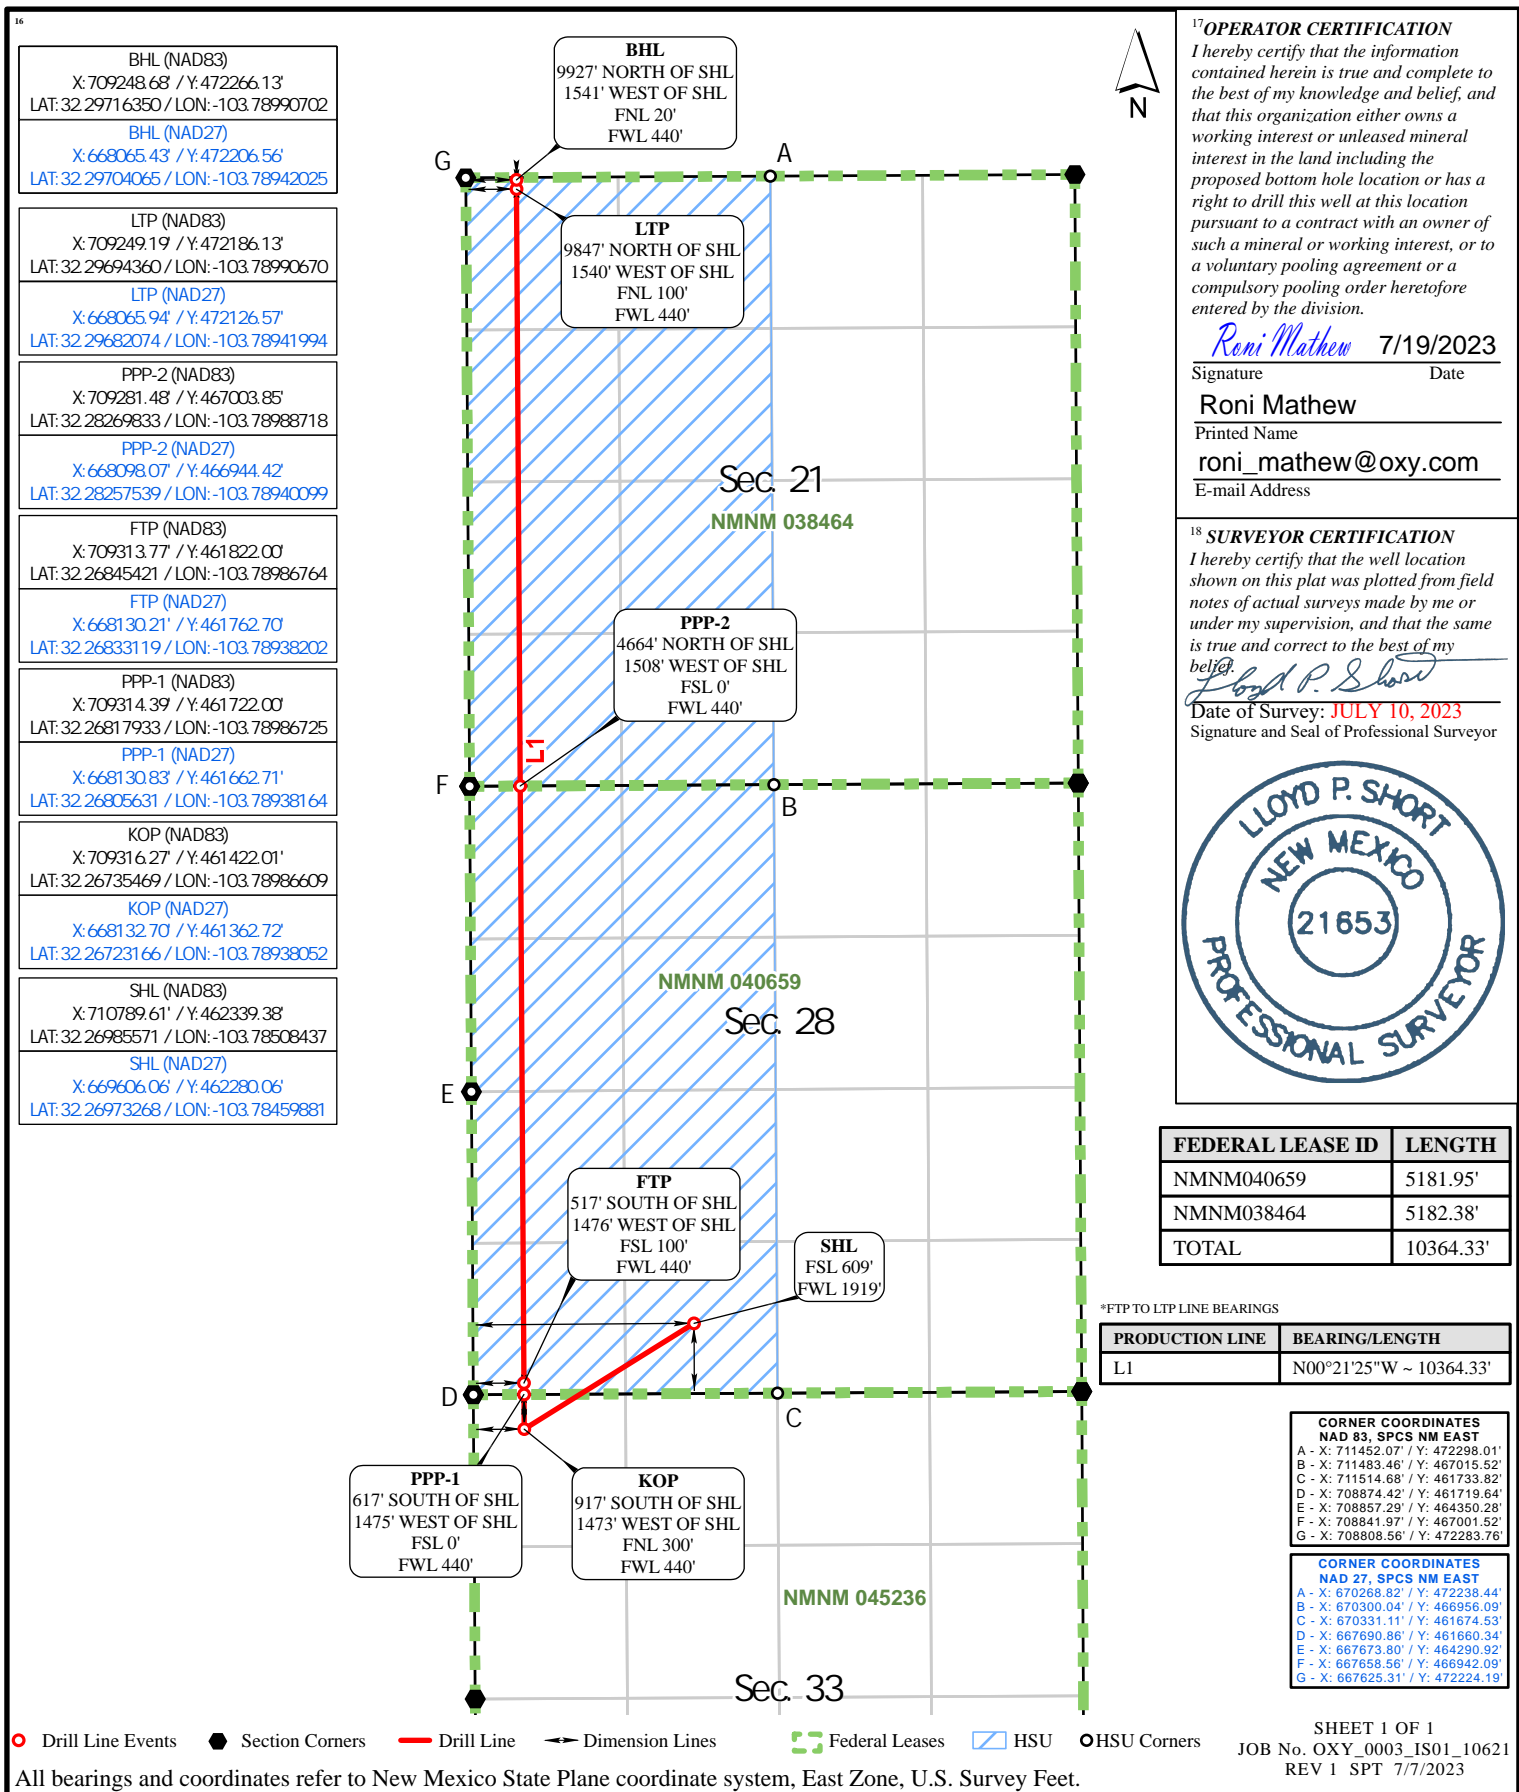 16
BHL (NAD83)
X:709248.68' / Y:472266.13'
LAT:32.29716350 / LON:-103.78990702
BHL (NAD27)
X:668065.43' / Y:472206.56'
LAT:32.29704065 / LON:-103.78942025
LTP (NAD83)
X:709249.19' / Y:472186.13'
LAT:32.29694360 / LON:-103.78990670
LTP (NAD27)
X:668065.94' / Y:472126.57'
LAT:32.29682074 / LON:-103.78941994
PPP-2 (NAD83)
X:709281.48' / Y:467003.85'
LAT:32.28269833 / LON:-103.78988718
PPP-2 (NAD27)
X:668098.07' / Y:466944.42'
LAT:32.28257539 / LON:-103.78940099
FTP (NAD83)
X:709313.77' / Y:461822.00'
LAT:32.26845421 / LON:-103.78986764
FTP (NAD27)
X:668130.21' / Y:461762.70'
LAT:32.26833119 / LON:-103.78938202
PPP-1 (NAD83)
X:709314.39' / Y:461722.00'
LAT:32.26817933 / LON:-103.78986725
PPP-1 (NAD27)
X:668130.83' / Y:461662.71'
LAT:32.26805631 / LON:-103.78938164
KOP (NAD83)
X:709316.27' / Y:461422.01'
LAT:32.26735469 / LON:-103.78986609
KOP (NAD27)
X:668132.70' / Y:461362.72'
LAT:32.26723166 / LON:-103.78938052
SHL (NAD83)
X:710789.61' / Y:462339.38'
LAT:32.26985571 / LON:-103.78508437
SHL (NAD27)
X:669606.06' / Y:462280.06'
LAT:32.26973268 / LON:-103.78459881
BHL
9927' NORTH OF SHL
1541' WEST OF SHL
FNL 20'
FWL 440'
N
G
A
LTP
9847' NORTH OF SHL
1540' WEST OF SHL
FNL 100'
FWL 440'
Sec. 21
NMNM 038464
PPP-2
4664' NORTH OF SHL
1508' WEST OF SHL
FSL 0'
FWL 440'
L1
F
B
NMNM 040659
Sec. 28
E
FTP
517' SOUTH OF SHL
1476' WEST OF SHL
FSL 100'
FWL 440'
SHL
FSL 609'
FWL 1919'
D
C
PPP-1
617' SOUTH OF SHL
1475' WEST OF SHL
FSL 0'
FWL 440'
KOP
917' SOUTH OF SHL
1473' WEST OF SHL
FNL 300'
FWL 440'
NMNM 045236
Sec. 33
17 OPERATOR CERTIFICATION
I hereby certify that the information
contained herein is true and complete to
the best of my knowledge and belief, and
that this organization either owns a
working interest or unleased mineral
interest in the land including the
proposed bottom hole location or has a
right to drill this well at this location
pursuant to a contract with an owner of
such a mineral or working interest, or to
a voluntary pooling agreement or a
compulsory pooling order heretofore
entered by the division.
Roni Mathew 7/19/2023
Signature Date
Roni Mathew
Printed Name
roni_mathew@oxy.com
E-mail Address
18 SURVEYOR CERTIFICATION
I hereby certify that the well location
shown on this plat was plotted from field
notes of actual surveys made by me or
under my supervision, and that the same
is true and correct to the best of my
belief.
Lloyd P. Short
Date of Survey: JULY 10, 2023
Signature and Seal of Professional Surveyor
LLOYD P. SHORT
NEW MEXICO
21653
PROFESSIONAL SURVEYOR
FEDERAL LEASE ID LENGTH
NMNM040659 5181.95'
NMNM038464 5182.38'
TOTAL 10364.33'
*FTP TO LTP LINE BEARINGS
PRODUCTION LINE BEARING/LENGTH
L1 N00°21'25"W ~ 10364.33'
CORNER COORDINATES
NAD 83, SPCS NM EAST
A - X: 711452.07' / Y: 472298.01'
B - X: 711483.46' / Y: 467015.52'
C - X: 711514.68' / Y: 461733.82'
D - X: 708874.42' / Y: 461719.64'
E - X: 708857.29' / Y: 464350.28'
F - X: 708841.97' / Y: 467001.52'
G - X: 708808.56' / Y: 472283.76'
CORNER COORDINATES
NAD 27, SPCS NM EAST
A - X: 670268.82' / Y: 472238.44'
B - X: 670300.04' / Y: 466956.09'
C - X: 670331.11' / Y: 461674.53'
D - X: 667690.86' / Y: 461660.34'
E - X: 667673.80' / Y: 464290.92'
F - X: 667658.56' / Y: 466942.09'
G - X: 667625.31' / Y: 472224.19'
Drill Line Events Section Corners Drill Line Dimension Lines Federal Leases HSU HSU Corners
SHEET 1 OF 1
JOB No. OXY_0003_IS01_10621
REV 1 SPT 7/7/2023
All bearings and coordinates refer to New Mexico State Plane coordinate system, East Zone, U.S. Survey Feet.